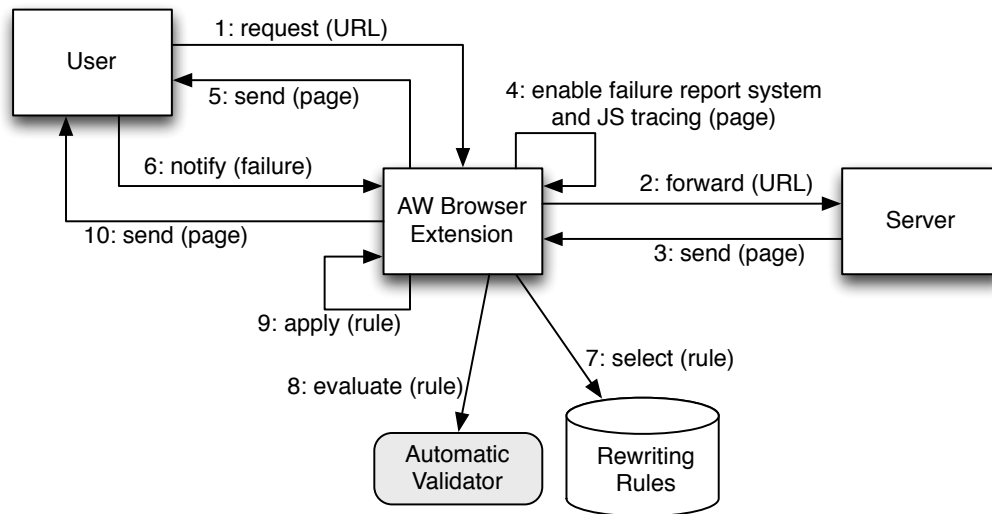 1: request (URL)
User
5: send (page)
4: enable failure report system
and JS tracing (page)
6: notify (failure)
2: forward (URL)
AW Browser
Extension
Server
10: send (page)
3: send (page)
9: apply (rule)
7: select (rule)
8: evaluate (rule)
Automatic
Validator
Rewriting
Rules